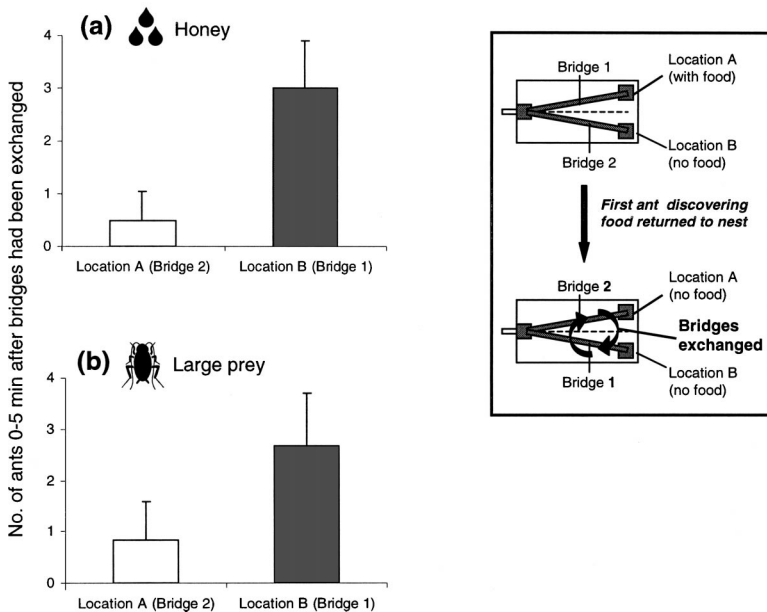 (a) Honey
No. of ants 0-5 min after bridges had been exchanged
4
3
2
1
0
Location A (Bridge 2) Location B (Bridge 1)
(b) Large prey
4
3
2
1
0
Location A (Bridge 2) Location B (Bridge 1)
Bridge 1
Location A
(with food)
Location B
(no food)
Bridge 2
First ant discovering
food returned to nest
Bridge 2
Location A
(no food)
Bridges
exchanged
Location B
(no food)
Bridge 1